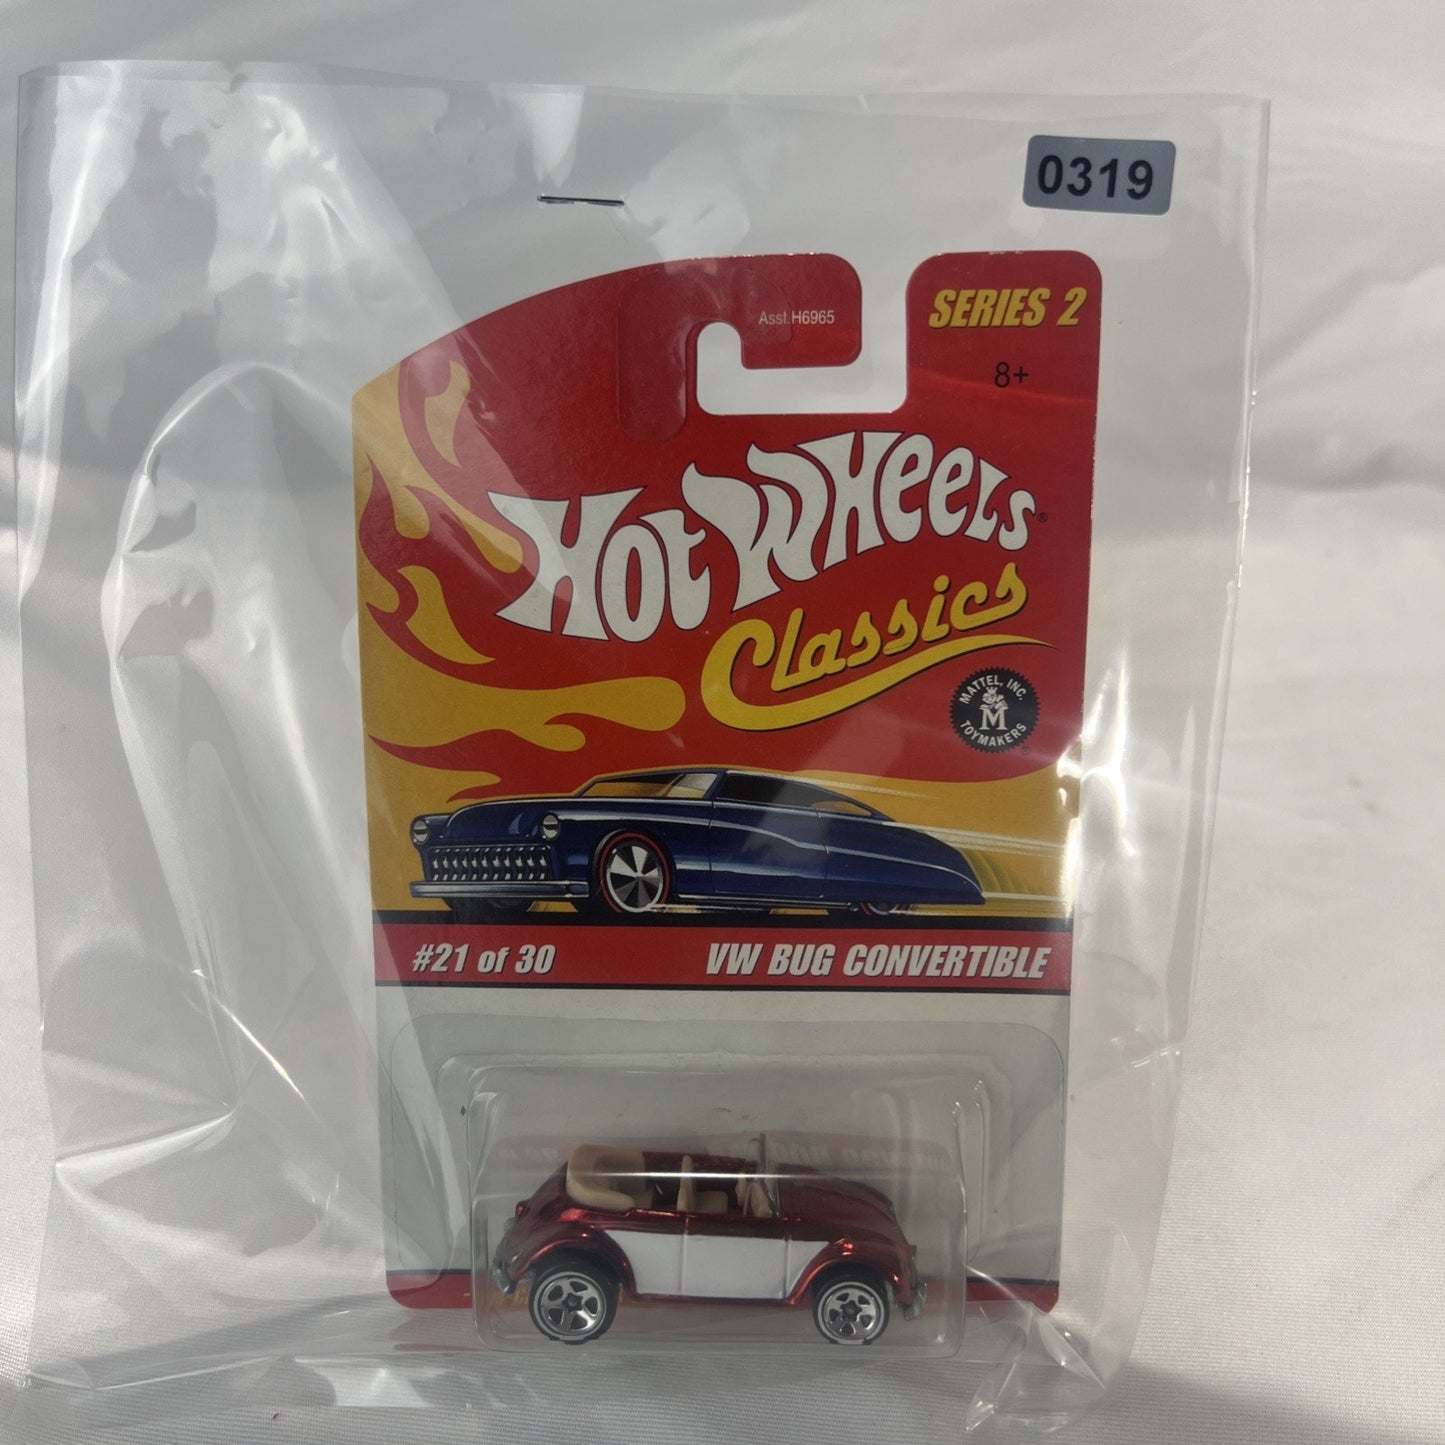 0319
Asst.H6965
SERIES 2
8+
HOT WHEELS®
Classics
MATTEL, INC.
M
TOYMAKERS
®
#21 of 30
VW BUG CONVERTIBLE